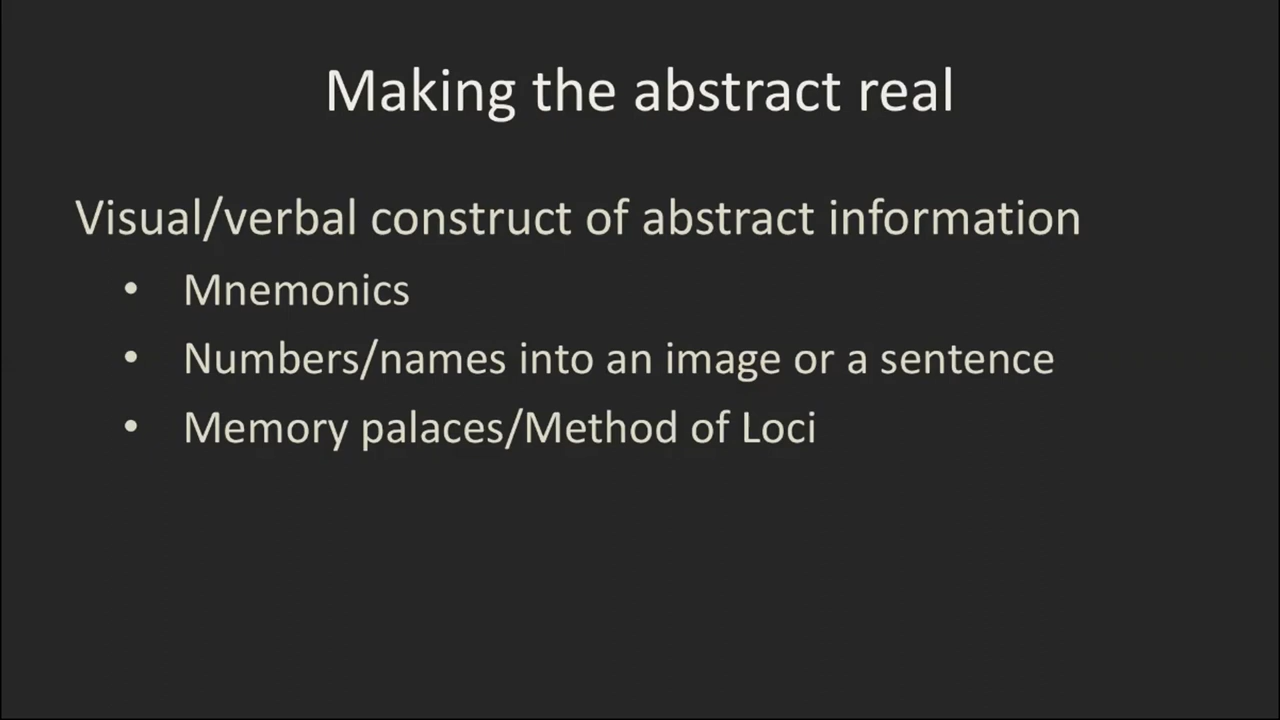 Making the abstract real
Visual/verbal construct of abstract information
• Mnemonics
• Numbers/names into an image or a sentence
• Memory palaces/Method of Loci